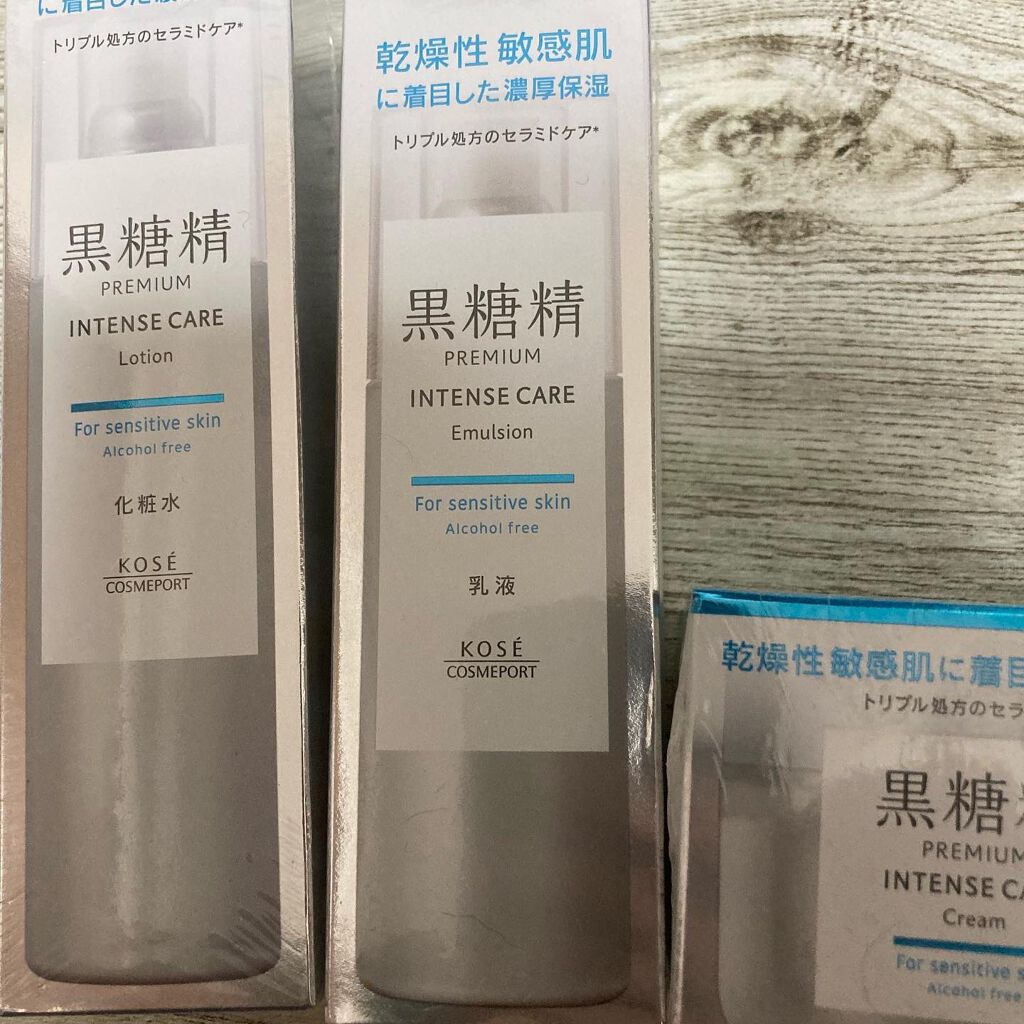 に着目した濃
トリプル処方のセラミドケア*
黒糖精
PREMIUM
INTENSE CARE
Lotion
For sensitive skin
Alcohol free
化粧水
KOSÉ
COSMEPORT
乾燥性 敏感肌
に着目した濃厚保湿
トリプル処方のセラミドケア*
黒糖精
PREMIUM
INTENSE CARE
Emulsion
For sensitive skin
Alcohol free
乳液
KOSÉ
COSMEPORT
乾燥性 敏感肌に着目
トリプル処方のセラ
黒糖
PREMIUM
INTENSE CA
Cream
For sensitive s
Alcohol free